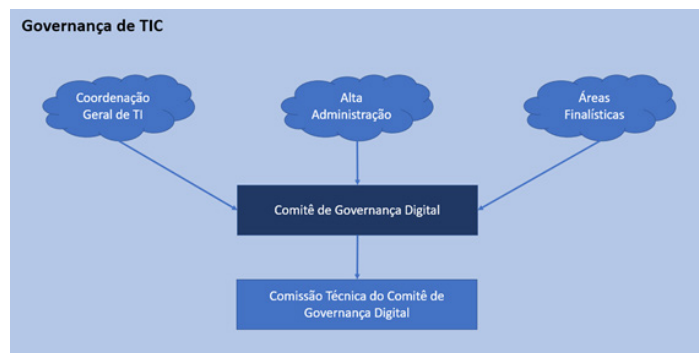 Governança de TIC
Coordenação
Geral de TI
Alta
Administração
Áreas
Finalísticas
Comitê de Governança Digital
Comissão Técnica do Comitê de
Governança Digital